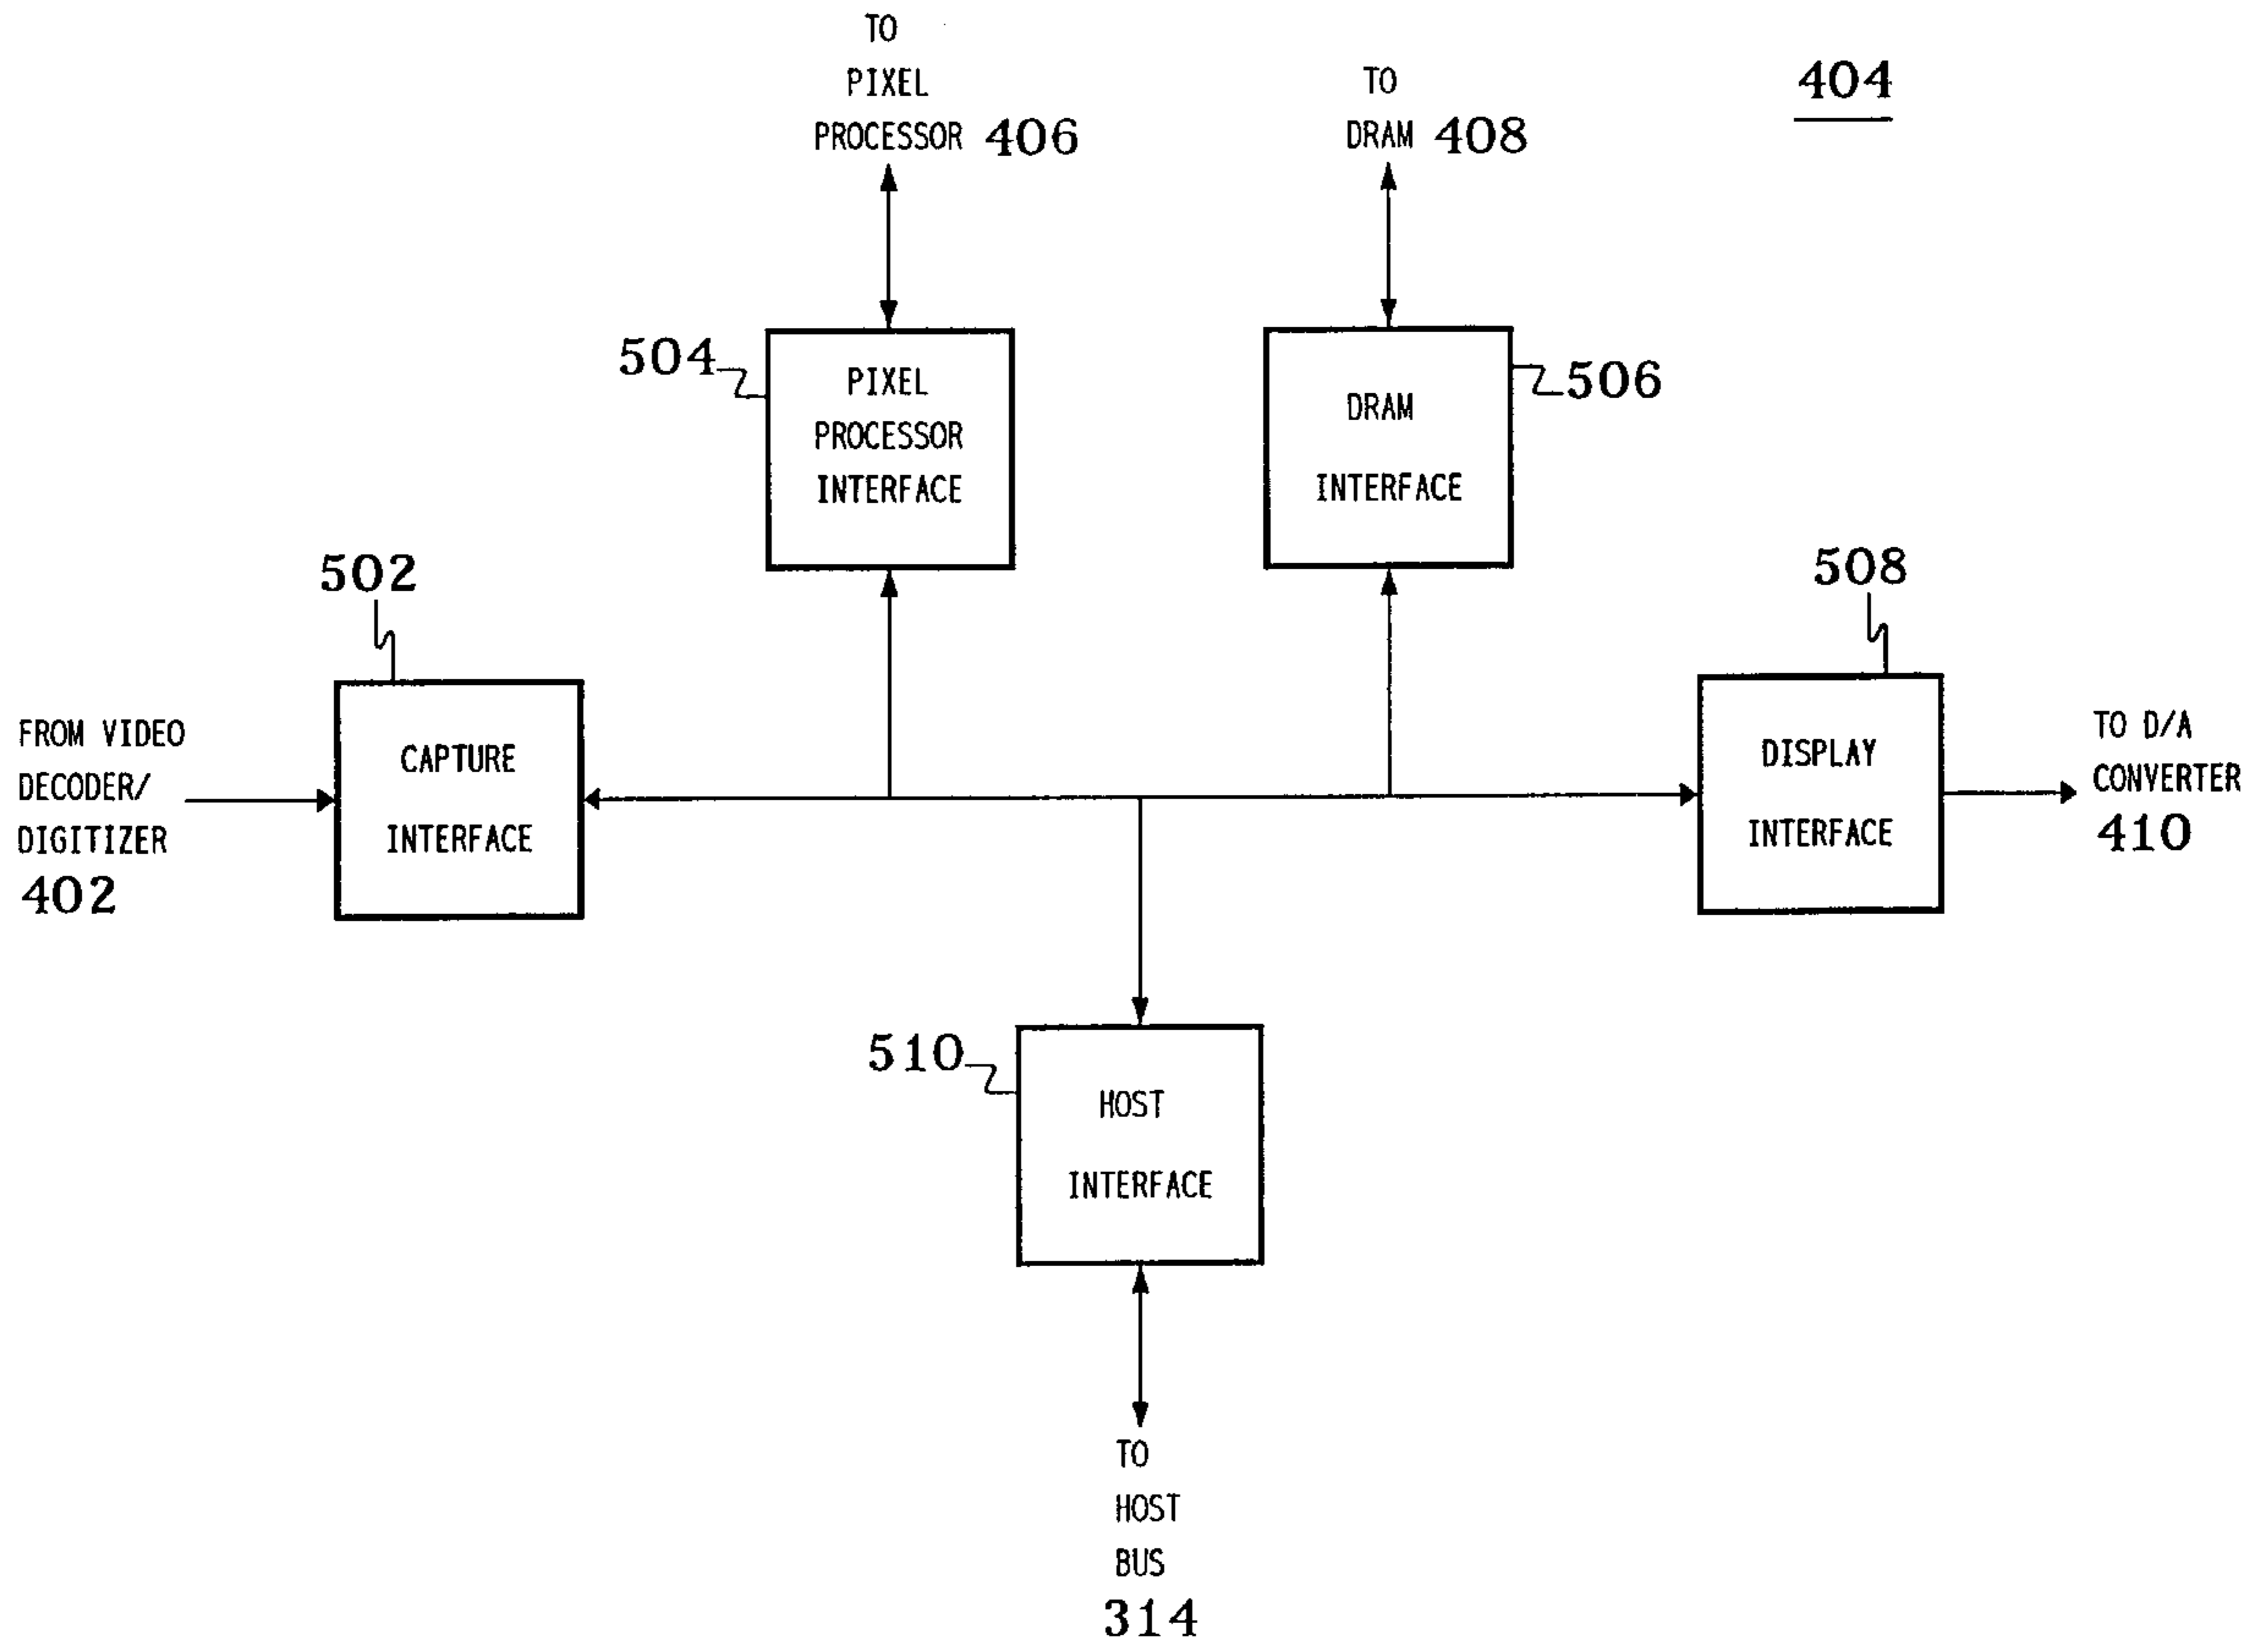 TO
PIXEL
PROCESSOR 406
TO
DRAM 408
404
504
PIXEL
PROCESSOR
INTERFACE
DRAM
INTERFACE
506
502
508
FROM VIDEO
DECODER/
DIGITIZER
402
CAPTURE
INTERFACE
DISPLAY
INTERFACE
TO D/A
CONVERTER
410
510
HOST
INTERFACE
TO
HOST
BUS
314